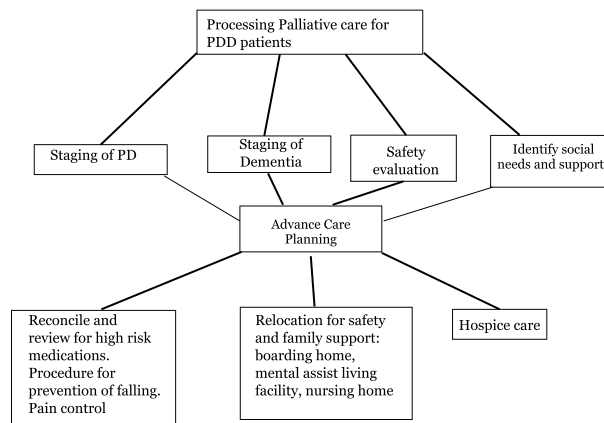 Processing Palliative care for
PDD patients
Staging of PD
Staging of
Dementia
Safety
evaluation
Identify social
needs and support
Advance Care
Planning
Reconcile and
review for high risk
medications.
Procedure for
prevention of falling.
Pain control
Relocation for safety
and family support:
boarding home,
mental assist living
facility, nursing home
Hospice care